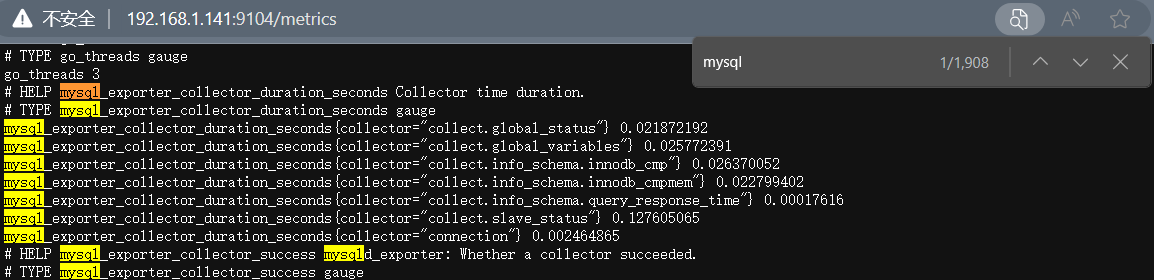 不安全 | 192.168.1.141:9104/metrics
mysql 1/1,908
# TYPE go_threads gauge
go_threads 3
# HELP mysql_exporter_collector_duration_seconds Collector time duration.
# TYPE mysql_exporter_collector_duration_seconds gauge
mysql_exporter_collector_duration_seconds{collector="collect.global_status"} 0.021872192
mysql_exporter_collector_duration_seconds{collector="collect.global_variables"} 0.025772391
mysql_exporter_collector_duration_seconds{collector="collect.info_schema.innodb_cmp"} 0.026370052
mysql_exporter_collector_duration_seconds{collector="collect.info_schema.innodb_cmpmem"} 0.022799402
mysql_exporter_collector_duration_seconds{collector="collect.info_schema.query_response_time"} 0.00017616
mysql_exporter_collector_duration_seconds{collector="collect.slave_status"} 0.127605065
mysql_exporter_collector_duration_seconds{collector="connection"} 0.002464865
# HELP mysql_exporter_collector_success mysqld_exporter: Whether a collector succeeded.
# TYPE mysql_exporter_collector_success gauge